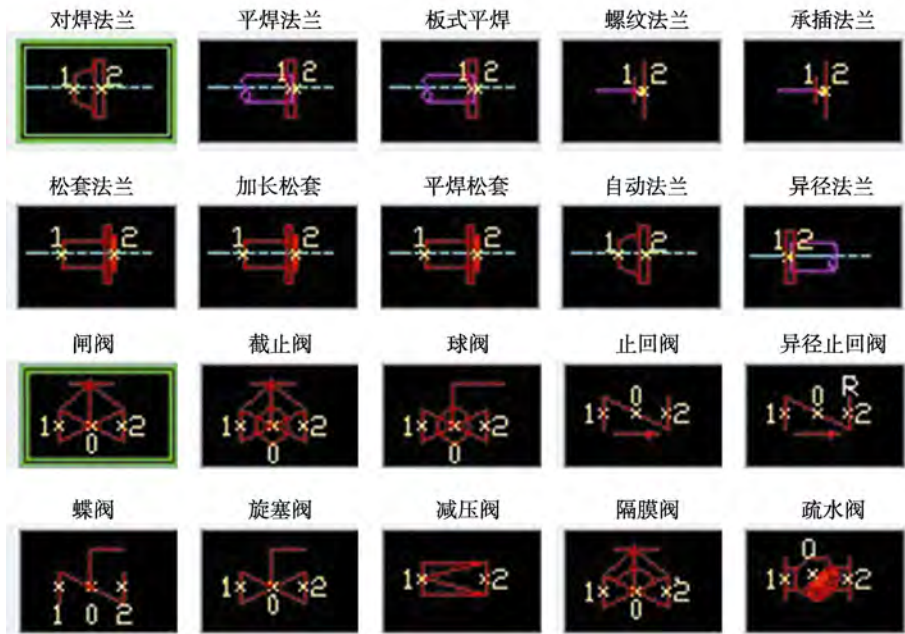 对焊法兰 平焊法兰 板式平焊 螺纹法兰 承插法兰
1 2 1 2 1 2 1 2 1 2
松套法兰 加长松套 平焊松套 自动法兰 异径法兰
1 2 1 2 1 2 1 2 1 2
闸阀 截止阀 球阀 止回阀 异径止回阀
1 0 2 1 0 2 1 0 2 1 0 2 1 0 R 2
蝶阀 旋塞阀 减压阀 隔膜阀 疏水阀
1 0 2 1 0 2 1 2 1 0 2 1 0 2